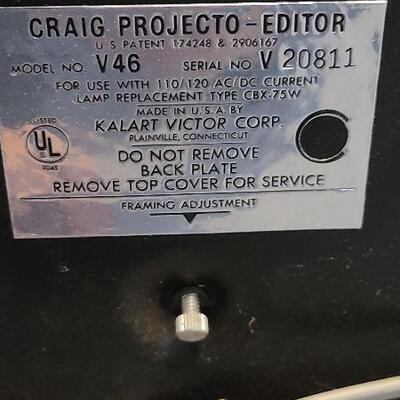 CRAIG PROJECTO-EDITOR
U S PATENT 174248 & 2906167
MODEL NO. V46 SERIAL NO V 20811
FOR USE WITH 110/120 AC/DC CURRENT
LAMP REPLACEMENT TYPE CBX-75W
MADE IN U.S.A. BY
KALART VICTOR CORP.
PLAINVILLE, CONNECTICUT
LISTED
UL
DO NOT REMOVE
BACK PLATE
REMOVE TOP COVER FOR SERVICE
FRAMING ADJUSTMENT